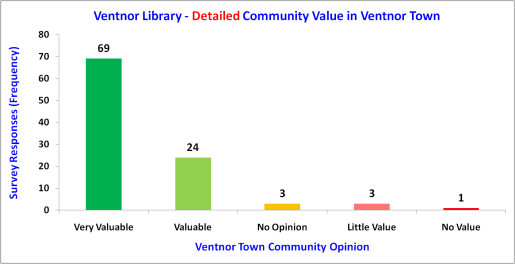 Ventnor Library - Detailed Community Value in Ventnor Town
Survey Responses (Frequency)
80
70
60
50
40
30
20
10
0
69
24
3
3
1
Very Valuable
Valuable
No Opinion
Little Value
No Value
Ventnor Town Community Opinion